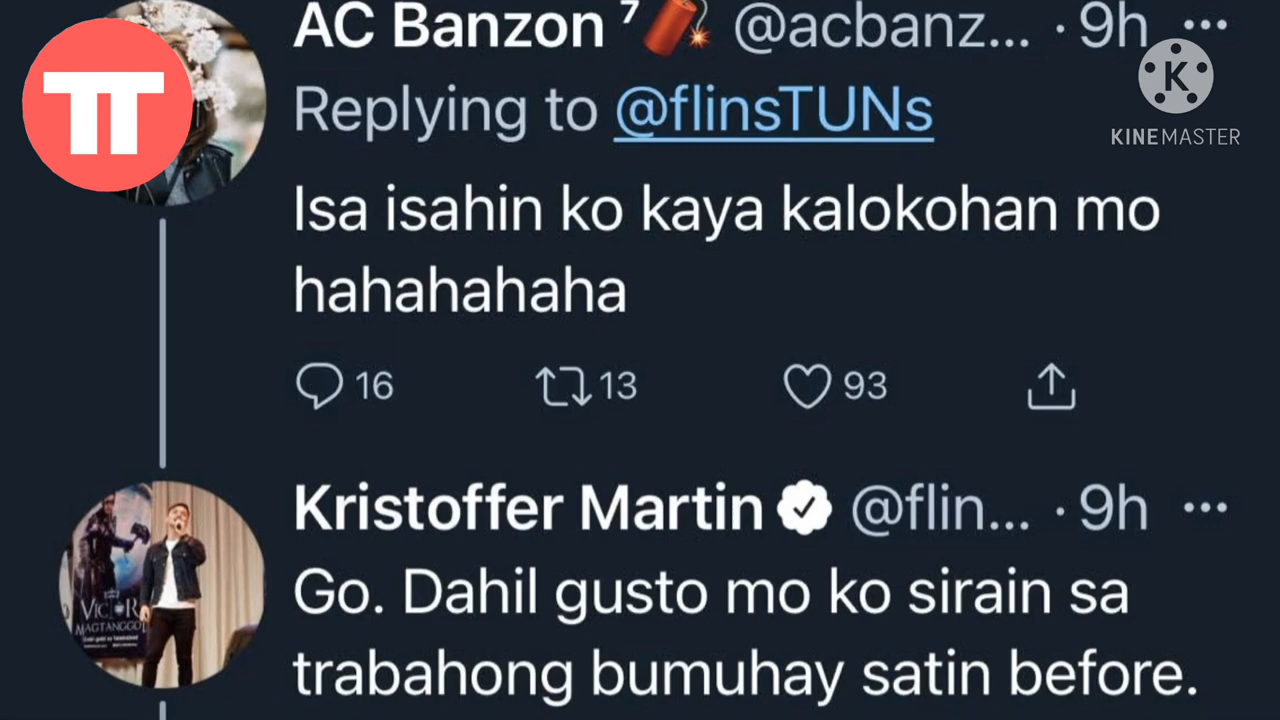 AC Banzon ⁷🧨 @acbanz... · 9h ...
KINEMASTER
Replying to @flinsTUNs
Isa isahin ko kaya kalokohan mo
hahahahaha
16 13 93
Kristoffer Martin @flin... · 9h ...
Go. Dahil gusto mo ko sirain sa
trabahong bumuhay satin before.
VICTOR
MAGTANGGOL